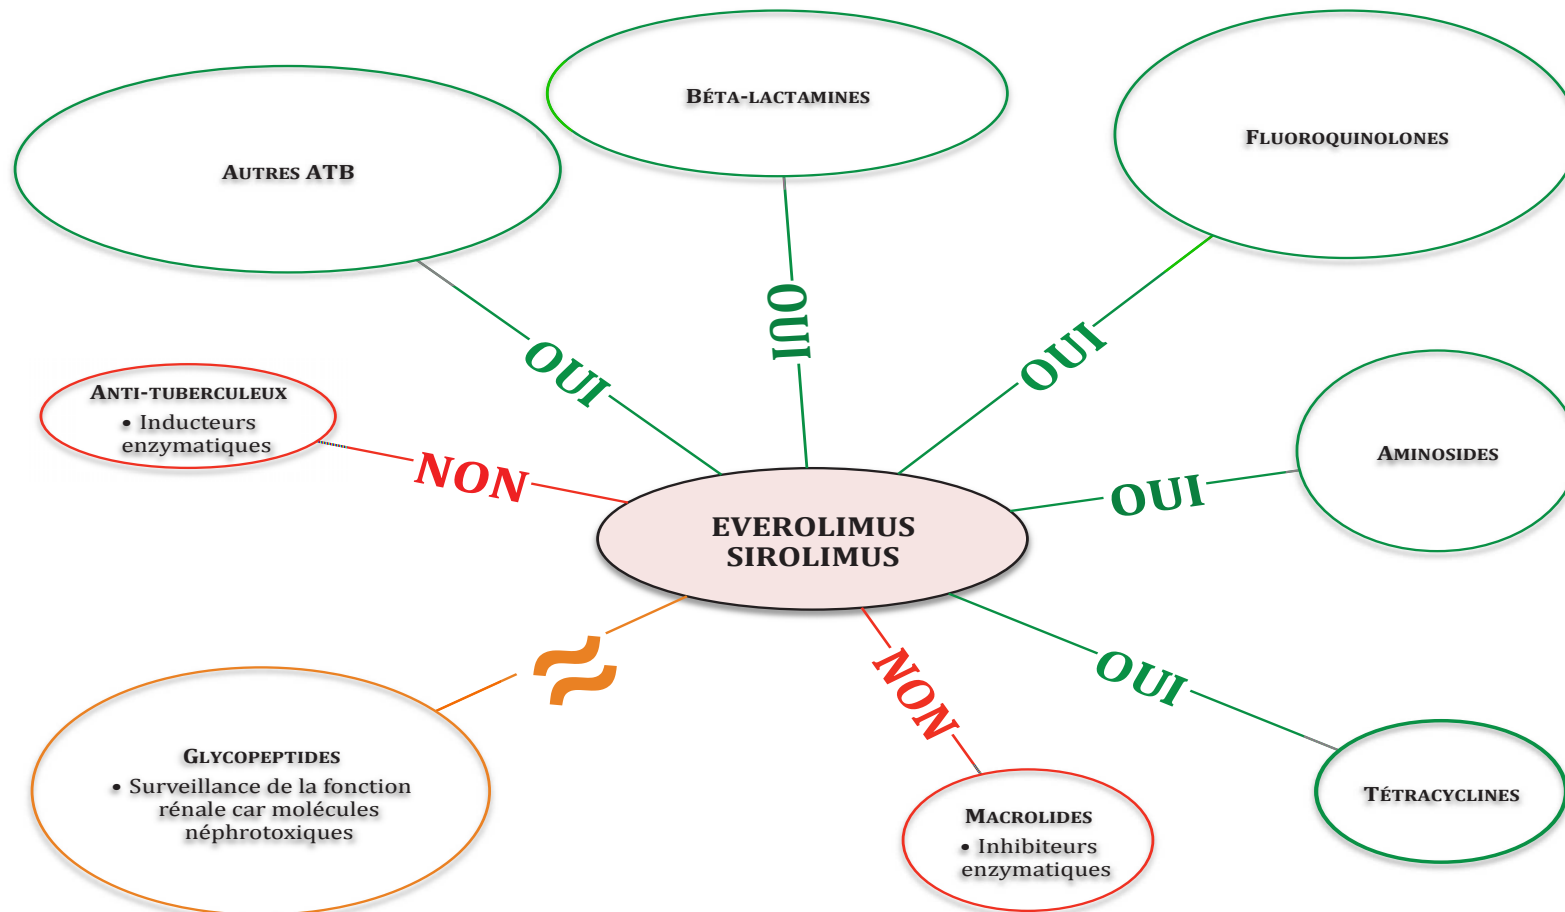 BÉTA-LACTAMINES
FLUOROQUINOLONES
AUTRES ATB
OUI
OUI
OUI
ANTI-TUBERCULEUX
• Inducteurs
enzymatiques
NON
AMINOSIDES
OUI
EVEROLIMUS
SIROLIMUS
≈
NON
OUI
GLYCOPEPTIDES
• Surveillance de la fonction
rénale car molécules
néphrotoxiques
MACROLIDES
• Inhibiteurs
enzymatiques
TÉTRACYCLINES